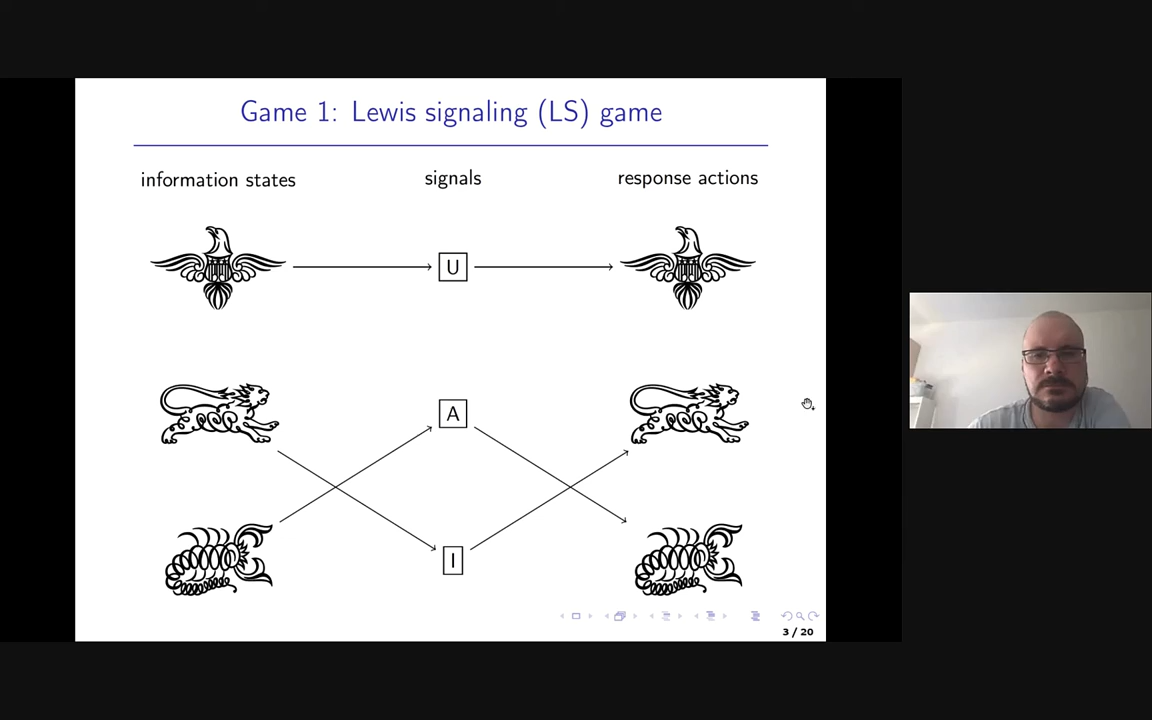 Game 1: Lewis signaling (LS) game
information states signals response actions
U
A
I
3 / 20